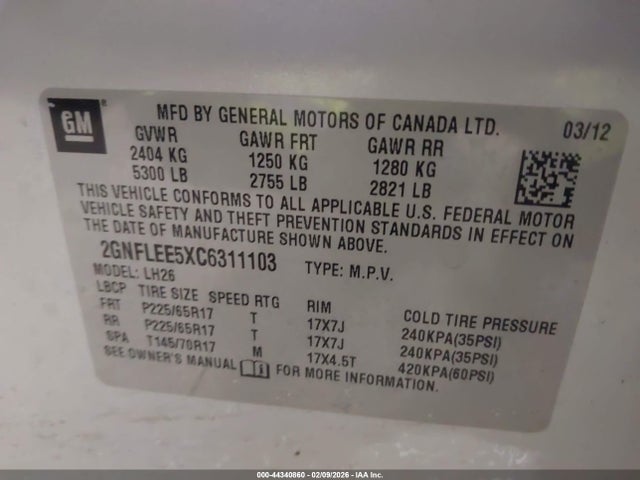 GM
MFD BY GENERAL MOTORS OF CANADA LTD. 03/12
GVWR GAWR FRT GAWR RR
2404 KG 1250 KG 1280 KG
5300 LB 2755 LB 2821 LB
THIS VEHICLE CONFORMS TO ALL APPLICABLE U.S. FEDERAL MOTOR
VEHICLE SAFETY AND THEFT PREVENTION STANDARDS IN EFFECT ON
THE DATE OF MANUFACTURE SHOWN ABOVE.
2GNFLEE5XC6311103 TYPE: M.P.V.
MODEL: LH26
LBCP TIRE SIZE SPEED RTG RIM COLD TIRE PRESSURE
FRT P225/65R17 T 17X7J 240KPA(35PSI)
RR P225/65R17 T 17X7J 240KPA(35PSI)
SPA T145/70R17 M 17X4.5T 420KPA(60PSI)
SEE OWNER'S MANUAL FOR MORE INFORMATION.
000-44340860 - 02/09/2026 - IAA Inc.